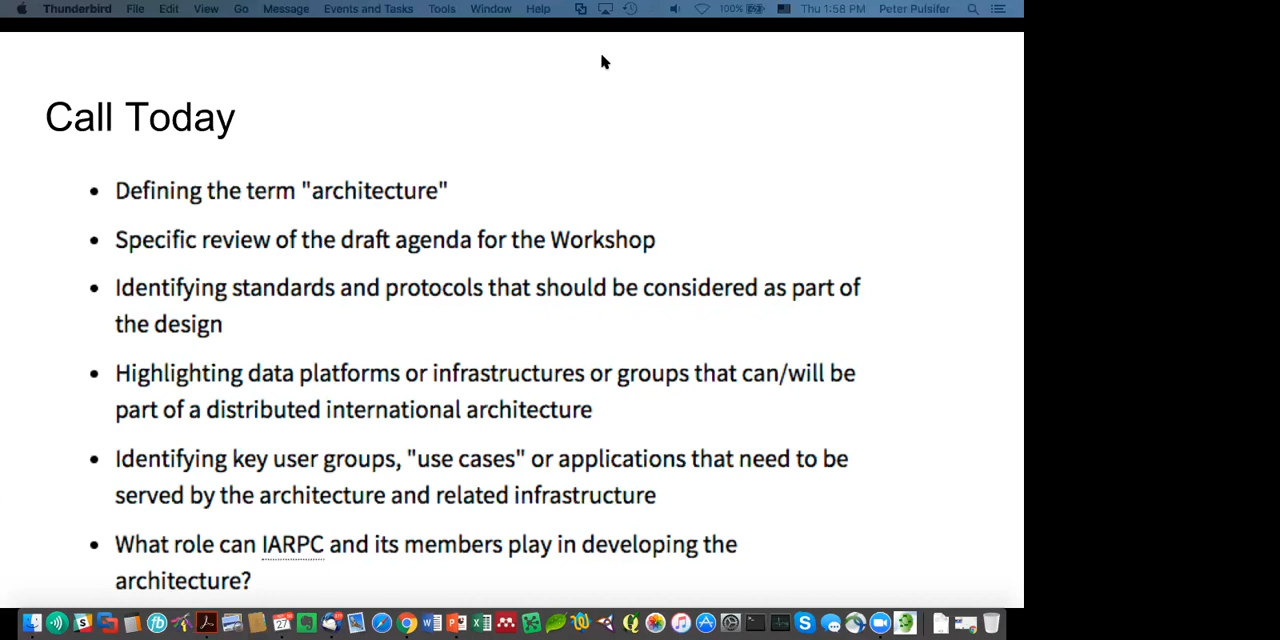 Thunderbird File Edit View Go Message Events and Tasks Tools Window Help 100% Thu 1:58 PM Peter Pulsifer
Call Today
• Defining the term "architecture"
• Specific review of the draft agenda for the Workshop
• Identifying standards and protocols that should be considered as part of
the design
• Highlighting data platforms or infrastructures or groups that can/will be
part of a distributed international architecture
• Identifying key user groups, "use cases" or applications that need to be
served by the architecture and related infrastructure
• What role can IARPC and its members play in developing the
architecture?
27